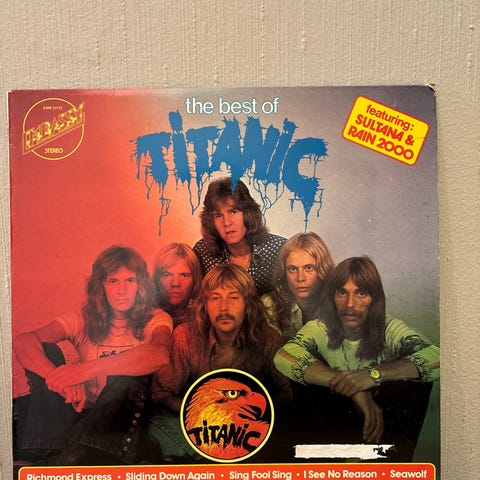 EMBASSY
STEREO
the best of
TITANIC
featuring:
SULTANA &
RAIN 2000
TITANIC
Richmond Express • Sliding Down Again • Sing Fool Sing • I See No Reason • Seawolf